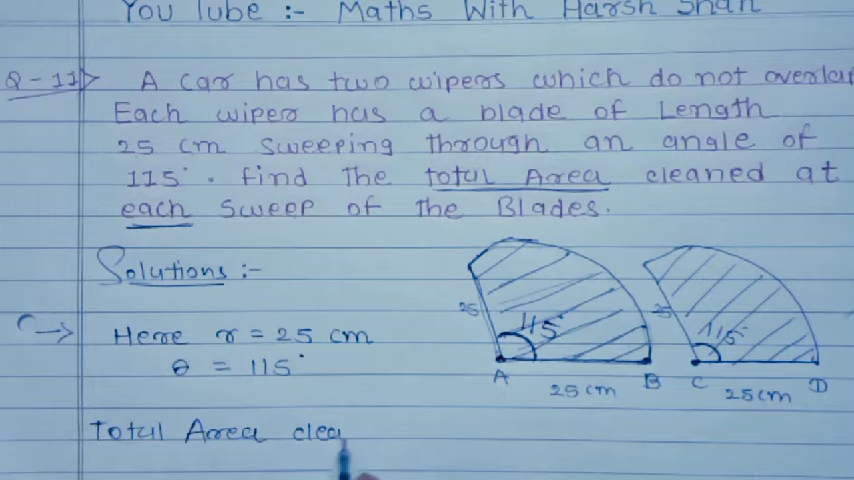 You Tube :- Maths With Harsh Shah
Q-11> A car has two wipers which do not overlap
Each wiper has a blade of Length
25 cm sweeping through an angle of
115°. find the total Area cleaned at
each sweep of the Blades.
Solutions :-
Here r = 25 cm
θ = 115°
Total Area clea
25
115°
A
25cm
B
25
115°
C
25cm
D